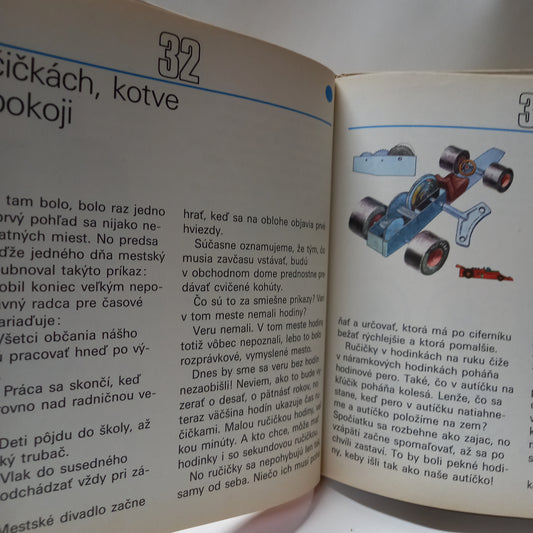 32
čičkách, kotve
pokoji
tam bolo, bolo raz jedno
prvý pohľad sa nijako ne-
atných miest. No predsa
ďže jedného dňa mestský
ubnoval takýto príkaz:
obil koniec veľkým nepo-
ávný radca pre časové
ariaďuje:
Všetci občania nášho
u pracovať hneď po vý-
Práca sa skončí, keď
rovno nad radničnou ve-
Deti pôjdu do školy, až
ký trubač.
Vlak do susedného
odchádzať vždy pri zá-
Mestské divadlo začne
hrať, keď sa na oblohe objavia prvé
hviezdy.
Súčasne oznamujeme, že tým, čo
musia zavčasu vstávať, budú
v obchodnom dome prednostne pre
dávať cvičené kohúty.
Čo sú to za smiešne príkazy? Vari
v tom meste nemali hodiny?
Veru nemali. V tom meste hodiny
totiž vôbec nepoznali, lebo to bolo
rozprávkové, vymyslené mesto.
Dnes by sme sa veru bez hodín
nezaobišli! Neviem, ako to bude
zerať o desať, o pätnásť rokov, no
teraz väčšina hodín ukazuje čas ru
čičkami. Malou ručičkou hodiny, veľ
kou minúty. A kto chce, môže mať
hodinky i so sekundovou ručičkou.
No ručičky sa nepohybujú len tak
samy od seba. Niečo ich musí poháň
3
ňať a určovať, ktorá má po ciferníku
bežať rýchlejšie a ktorá pomalšie.
Ručičky v hodinkách na ruku čiže
v náramkových hodinkách poháňa
hodinové pero. Také, čo v autíčku na
kľúčik poháňa kolesá. Lenže, čo sa
stane, keď pero v autíčku natiahne-
me a autíčko položíme na zem?
Spočiatku sa rozbehne ako zajac, no
vzápätí začne spomaľovať, až sa po
chvíli zastaví. To by boli pekné hodi-
ny, keby išli tak ako naše autíčko!